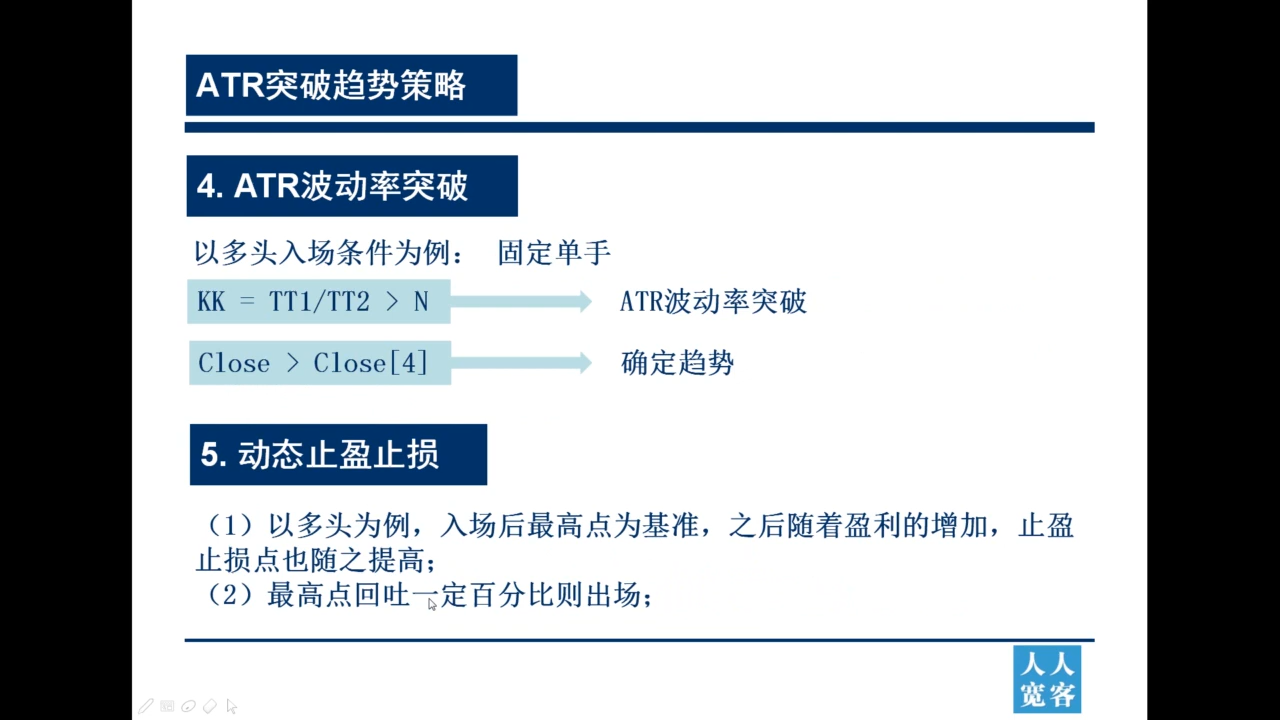 ATR突破趋势策略
4. ATR波动率突破
以多头入场条件为例： 固定单手
KK = TT1/TT2 > N
ATR波动率突破
Close > Close[4]
确定趋势
5. 动态止盈止损
（1）以多头为例，入场后最高点为基准，之后随着盈利的增加，止盈
止损点也随之提高；
（2）最高点回吐一定百分比则出场；
人人
宽客